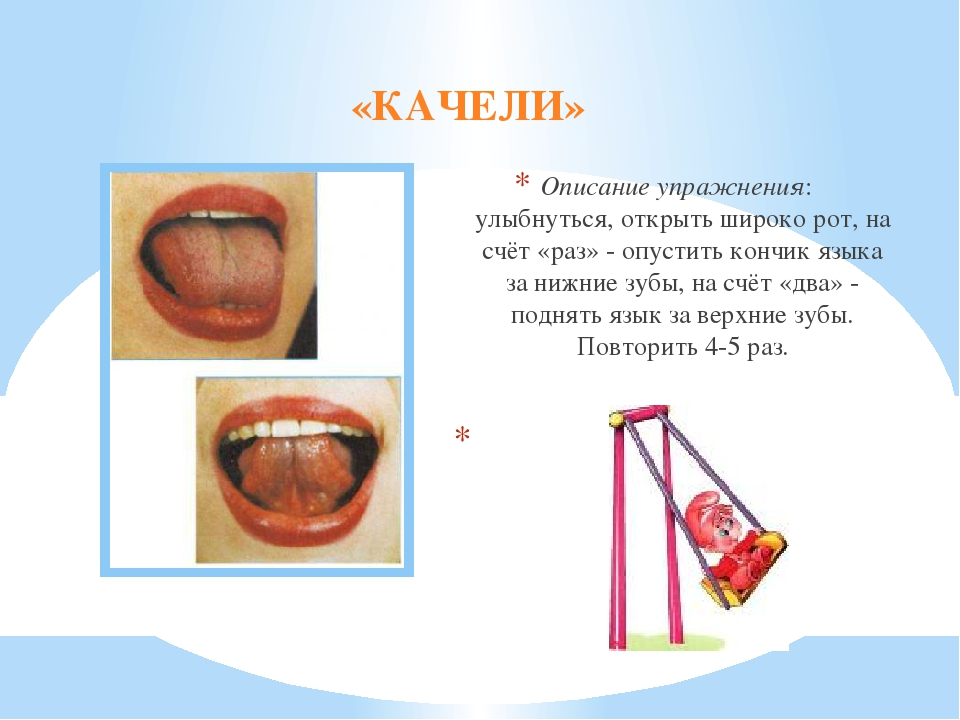 «КАЧЕЛИ»
* Описание упражнения:
улыбнуться, открыть широко рот, на
счёт «раз» - опустить кончик языка
за нижние зубы, на счёт «два» -
поднять язык за верхние зубы.
Повторить 4-5 раз.
*